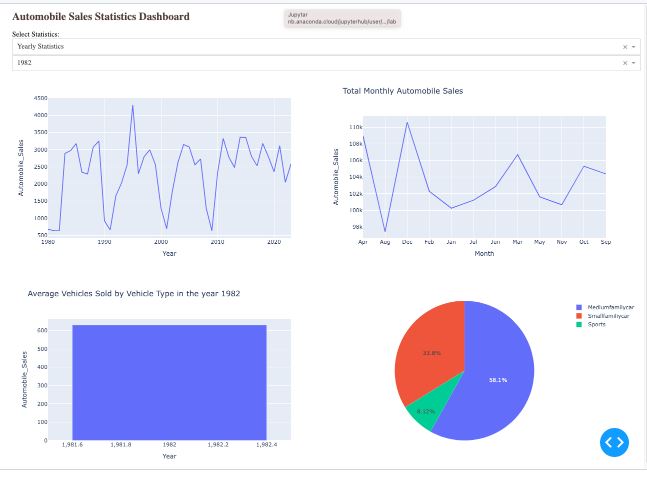 Automobile Sales Statistics Dashboard
Jupyter
nb.anaconda.cloud/jupyterhub/user/.../lab
Select Statistics:
Yearly Statistics
1982
4500
4000
3500
3000
2500
2000
1500
1000
500
Automobile_Sales
1980 1990 2000 2010 2020
Year
Total Monthly Automobile Sales
110k
108k
106k
104k
102k
100k
98k
Automobile_Sales
Apr Aug Dec Feb Jan Jul Jun Mar May Nov Oct Sep
Month
Average Vehicles Sold by Vehicle Type in the year 1982
600
500
400
300
200
100
0
Automobile_Sales
1,981.6 1,981.8 1982 1,982.2 1,982.4
Year
33.8%
58.1%
Mediumfamilycar
Smallfamiliycar
Sports